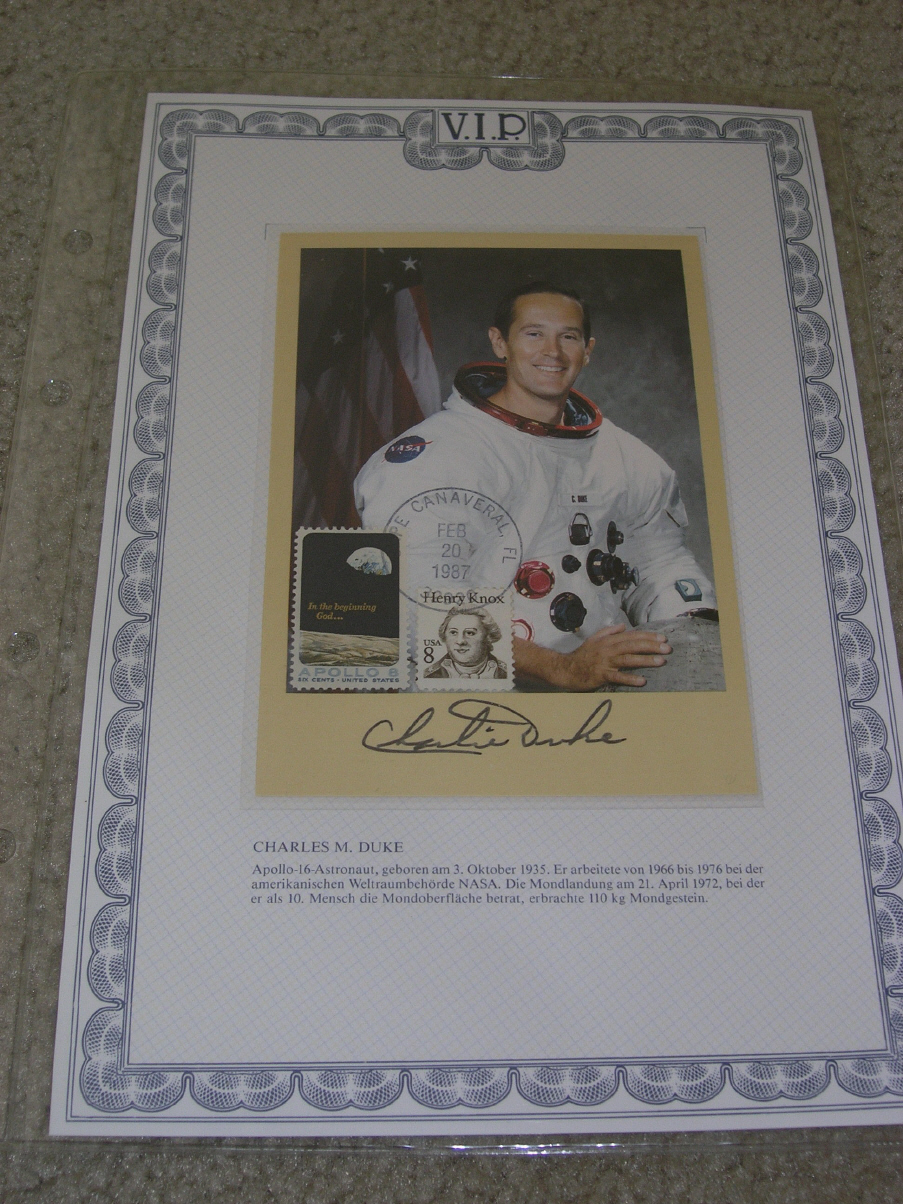 V.I.P.
NASA
C. DUKE
CANAVERAL, FL
FEB
20
1987
Henry Knox
In the beginning
God...
USA
8
APOLLO 8
SIX CENTS · UNITED STATES
Charlie Duke
CHARLES M. DUKE
Apollo-16-Astronaut, geboren am 3. Oktober 1935. Er arbeitete von 1966 bis 1976 bei der
amerikanischen Weltraumbehörde NASA. Die Mondlandung am 21. April 1972, bei der
er als 10. Mensch die Mondoberfläche betrat, erbrachte 110 kg Mondgestein.